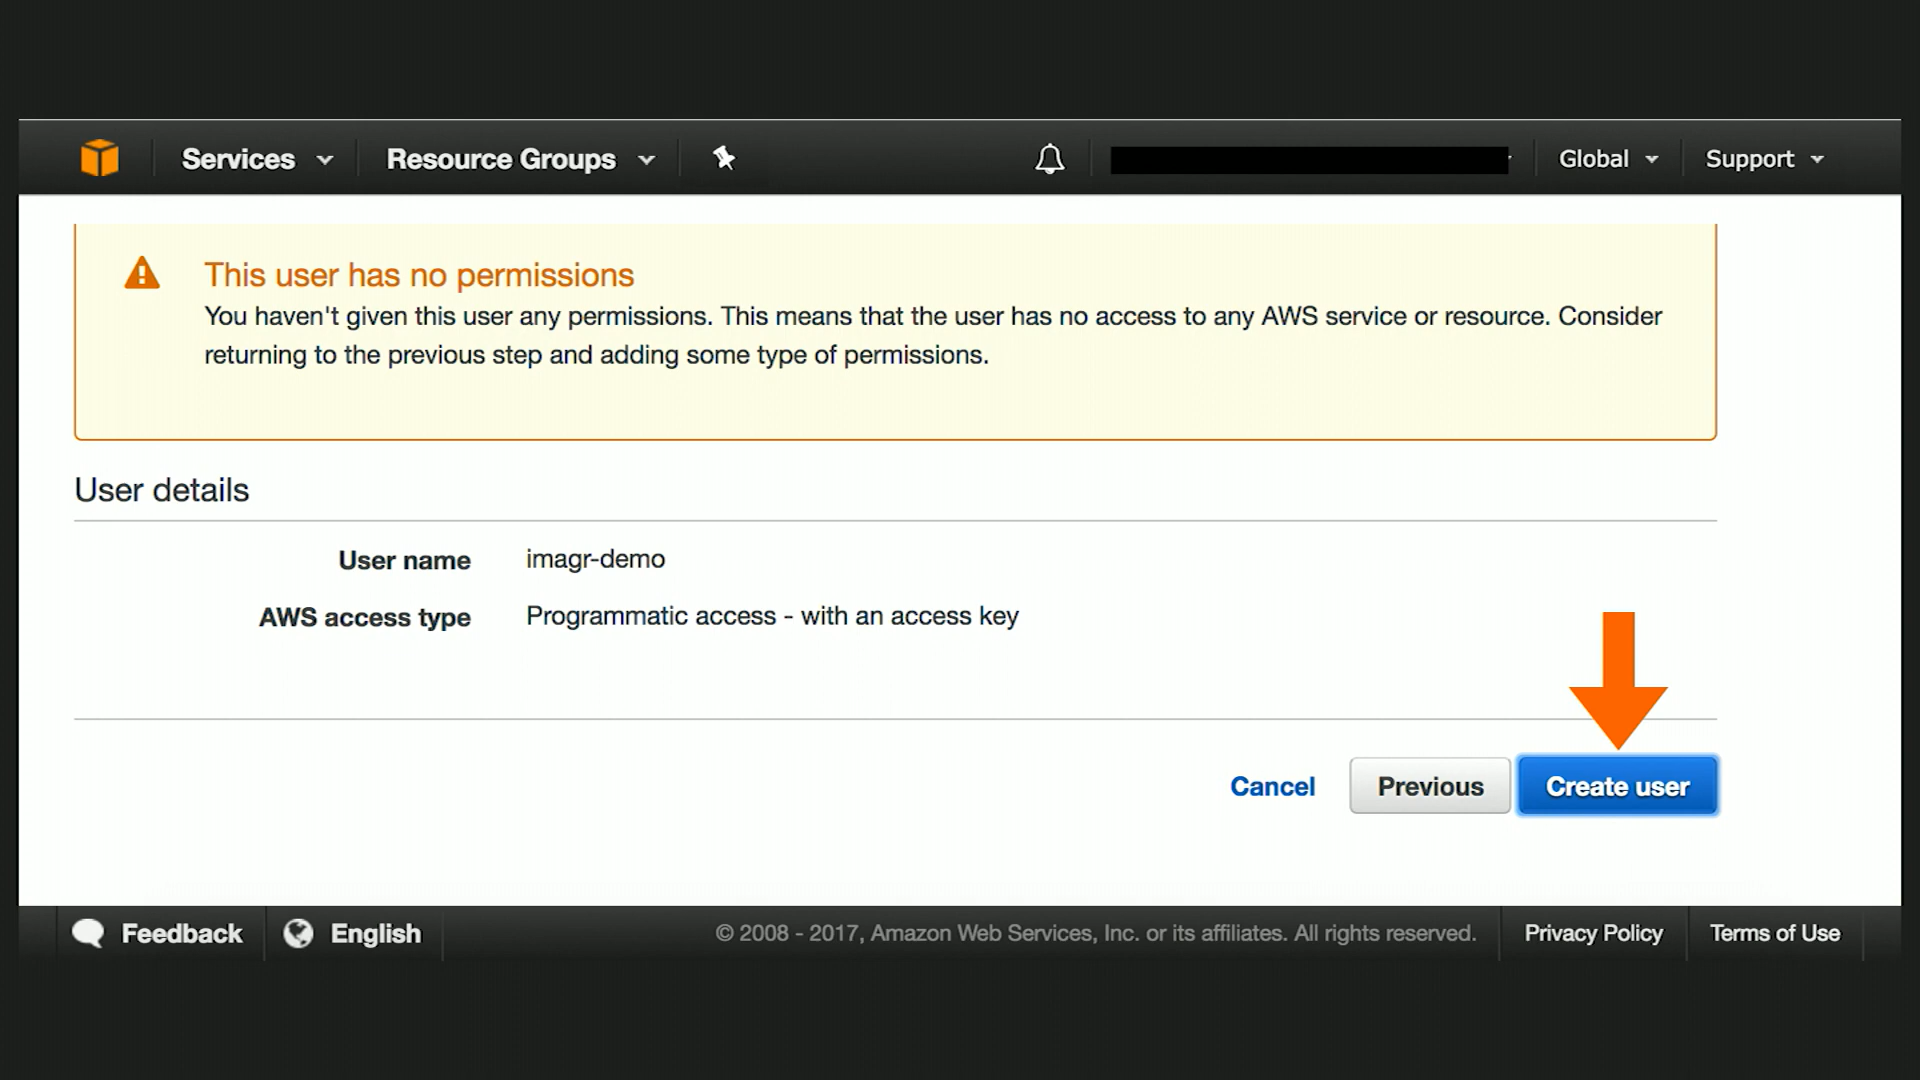 Services
Resource Groups
Global
Support
This user has no permissions
You haven't given this user any permissions. This means that the user has no access to any AWS service or resource. Consider
returning to the previous step and adding some type of permissions.
User details
User name imagr-demo
AWS access type Programmatic access - with an access key
Cancel
Previous
Create user
Feedback
English
© 2008 - 2017, Amazon Web Services, Inc. or its affiliates. All rights reserved.
Privacy Policy
Terms of Use